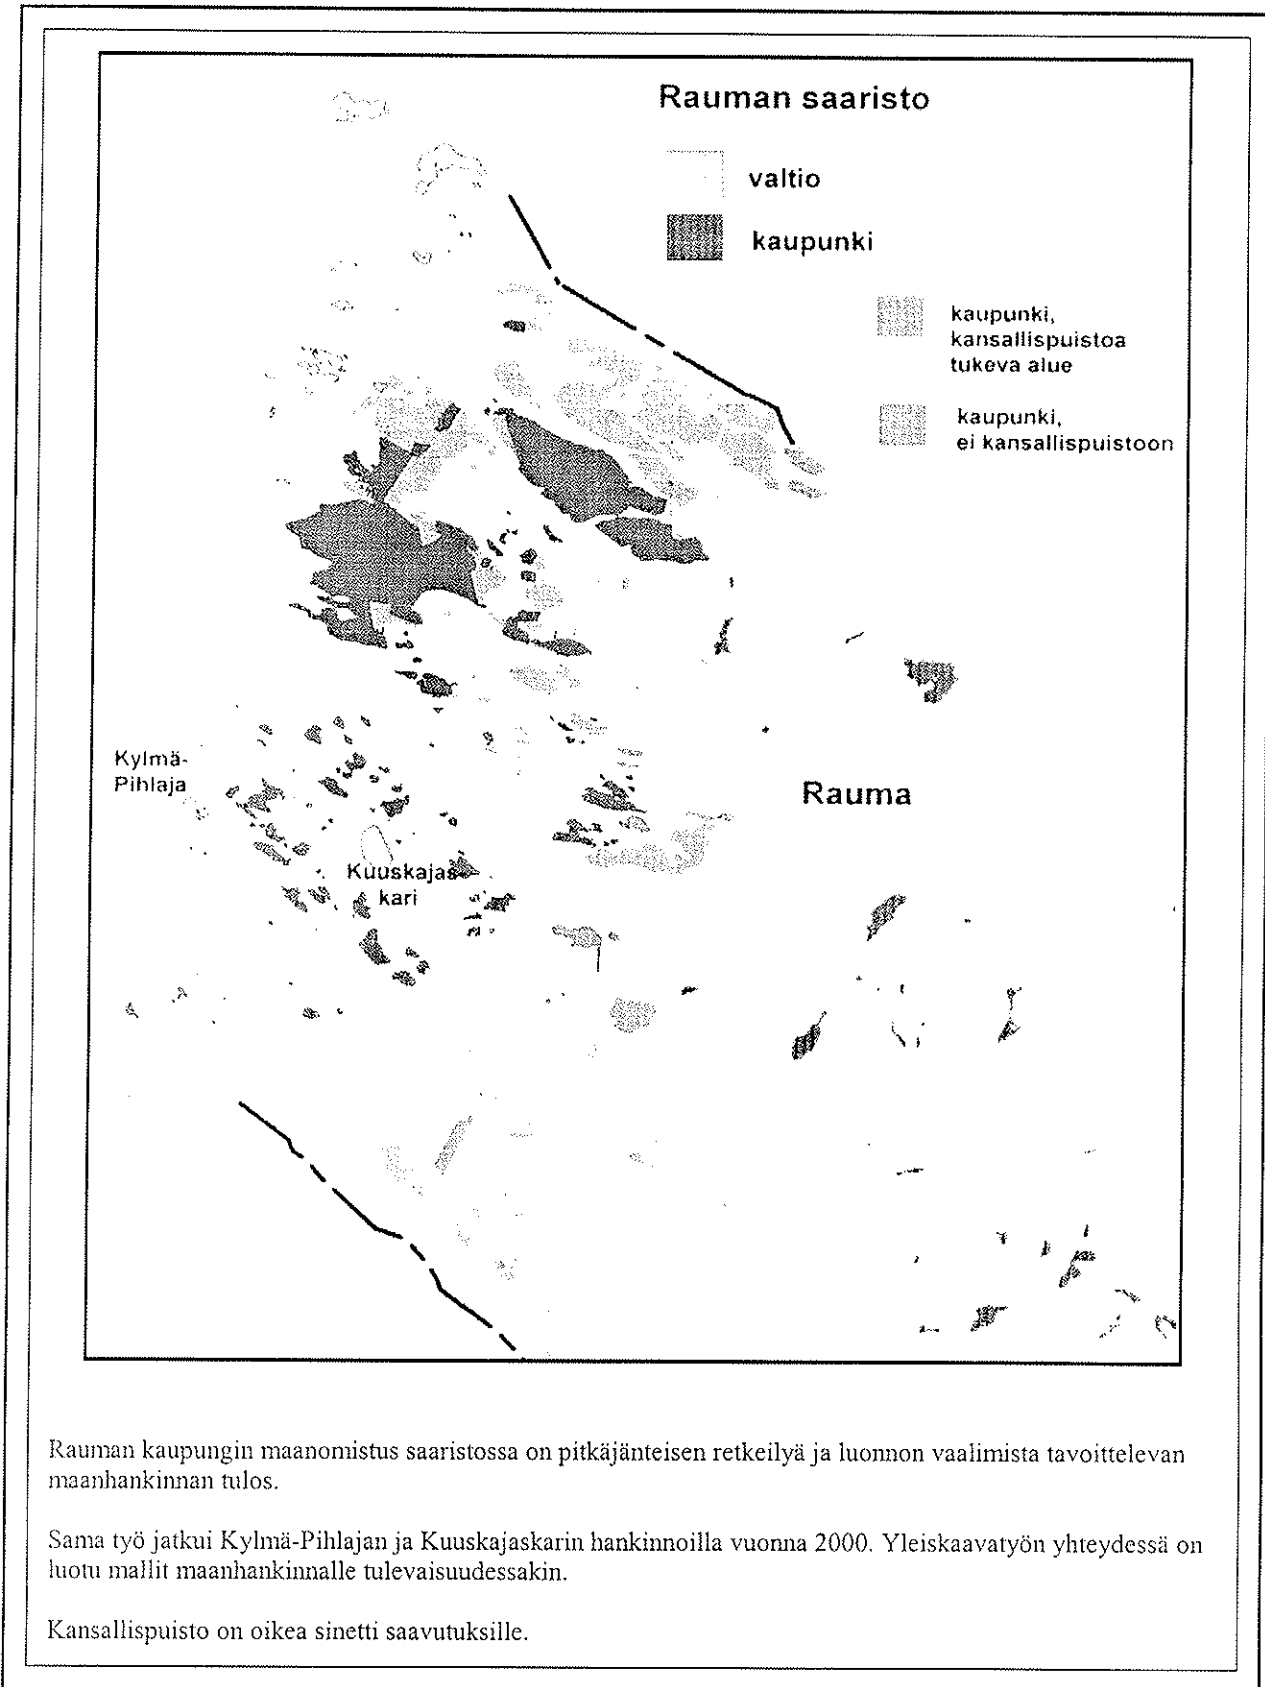 Rauman saaristo
valtio
kaupunki
kaupunki,
kansallispuistoa
tukeva alue
kaupunki,
ei kansallispuistoon
Kylmä-
Pihlaja
Rauma
Kuuskajas-
kari
Rauman kaupungin maanomistus saaristossa on pitkäjänteisen retkeilyä ja luonnon vaalimista tavoittelevan
maanhankinnan tulos.
Sama työ jatkui Kylmä-Pihlajan ja Kuuskajaskarin hankinnoilla vuonna 2000. Yleiskaavatyön yhteydessä on
luotu mallit maanhankinnalle tulevaisuudessakin.
Kansallispuisto on oikea sinetti saavutuksille.